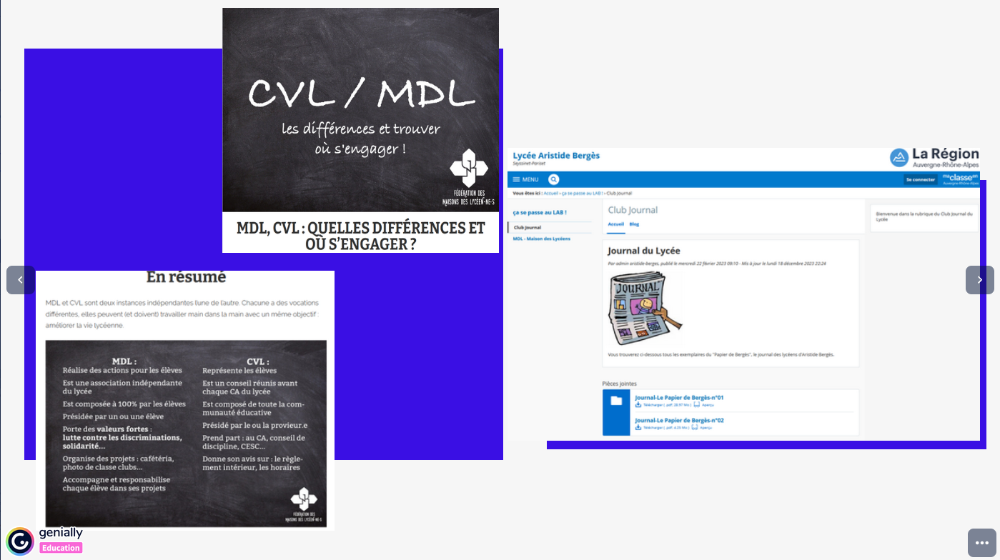 CVL / MDL
les différences et trouver
où s'engager !
FÉDÉRATION DES
MAISONS DES LYCÉEN·NE·S
MDL, CVL : QUELLES DIFFÉRENCES ET
OÙ S'ENGAGER ?
En résumé
MDL et CVL sont deux instances indépendantes l'une de l'autre. Chacune a des vocations
différentes, elles peuvent (et doivent) travailler main dans la main avec un même objectif :
améliorer la vie lycéenne.
MDL :
Réalise des actions pour les élèves
Est une association indépendante
du lycée
Est composée à 100% par les élèves
Présidée par un ou une élève
Porte des valeurs fortes :
lutte contre les discriminations,
solidarité...
Organise des projets : cafétéria,
photo de classe clubs...
Accompagne et responsabilise
chaque élève dans ses projets
CVL :
Représente les élèves
Est un conseil réunis avant
chaque CA du lycée
Est composé de toute la com-
munauté éducative
Présidé par le ou la provieur.e
Prend part : au CA, conseil de
discipline, CESC...
Donne son avis sur : le règle-
ment intérieur, les horaires
FÉDÉRATION DES
MAISONS DES LYCÉEN·NE·S
Lycée Aristide Bergès
Seyssinet-Pariset
La Région
Auvergne-Rhône-Alpes
MENU
Se connecter
ma classe en
Auvergne-Rhône-Alpes
Vous êtes ici : Accueil › ça se passe au LAB ! › Club Journal
ça se passe au LAB !
Club Journal
MDL - Maison des Lycéens
Club Journal
Accueil Blog
Bienvenue dans la rubrique du Club Journal du
Lycée
Journal du Lycée
Par admin aristide-berges, publié le mercredi 22 février 2023 09:10 - Mis à jour le lundi 18 décembre 2023 22:24
JOURNAL
Vous trouverez ci-dessous tous les exemplaires du "Papier de Bergès", le journal des lycéens d'Aristide Bergès.
Pièces jointes
Journal-Le Papier de Bergès-n°01
Télécharger ( .pdf, 28.97 Mo ) Aperçu
Journal-Le Papier de Bergès-n°02
Télécharger ( .pdf, 4.25 Mo ) Aperçu
genially
Education